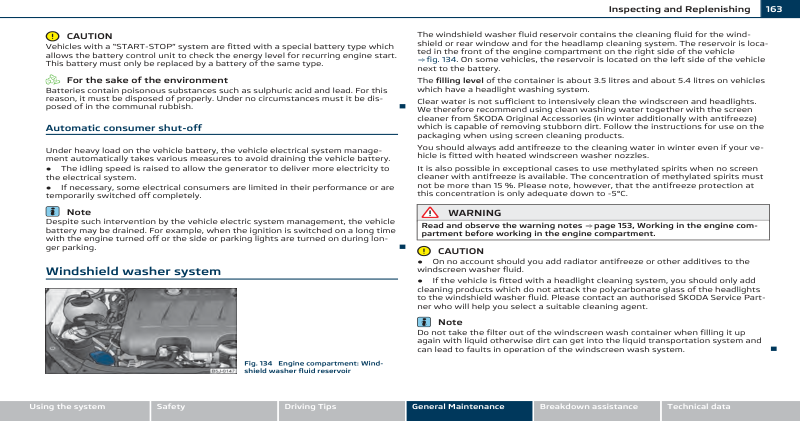 Inspecting and Replenishing 163
CAUTION
Vehicles with a "START-STOP" system are fitted with a special battery type which
allows the battery control unit to check the energy level for recurring engine start.
This battery must only be replaced by a battery of the same type.
For the sake of the environment
Batteries contain poisonous substances such as sulphuric acid and lead. For this
reason, it must be disposed of properly. Under no circumstances must it be dis-
posed of in the communal rubbish.
Automatic consumer shut-off
Under heavy load on the vehicle battery, the vehicle electrical system manage-
ment automatically takes various measures to avoid draining the vehicle battery.
● The idling speed is raised to allow the generator to deliver more electricity to
the electrical system.
● If necessary, some electrical consumers are limited in their performance or are
temporarily switched off completely.
Note
Despite such intervention by the vehicle electric system management, the vehicle
battery may be drained. For example, when the ignition is switched on a long time
with the engine turned off or the side or parking lights are turned on during lon-
ger parking.
Windshield washer system
B5J-0147
Fig. 134 Engine compartment: Wind-
shield washer fluid reservoir
The windshield washer fluid reservoir contains the cleaning fluid for the wind-
shield or rear window and for the headlamp cleaning system. The reservoir is loca-
ted in the front of the engine compartment on the right side of the vehicle
⇒ fig. 134. On some vehicles, the reservoir is located on the left side of the vehicle
next to the battery.
The filling level of the container is about 3.5 litres and about 5.4 litres on vehicles
which have a headlight washing system.
Clear water is not sufficient to intensively clean the windscreen and headlights.
We therefore recommend using clean washing water together with the screen
cleaner from ŠKODA Original Accessories (in winter additionally with antifreeze)
which is capable of removing stubborn dirt. Follow the instructions for use on the
packaging when using screen cleaning products.
You should always add antifreeze to the cleaning water in winter even if your ve-
hicle is fitted with heated windscreen washer nozzles.
It is also possible in exceptional cases to use methylated spirits when no screen
cleaner with antifreeze is available. The concentration of methylated spirits must
not be more than 15 %. Please note, however, that the antifreeze protection at
this concentration is only adequate down to -5°C.
WARNING
Read and observe the warning notes ⇒ page 153, Working in the engine com-
partment before working in the engine compartment.
CAUTION
● On no account should you add radiator antifreeze or other additives to the
windscreen washer fluid.
● If the vehicle is fitted with a headlight cleaning system, you should only add
cleaning products which do not attack the polycarbonate glass of the headlights
to the windshield washer fluid. Please contact an authorised ŠKODA Service Part-
ner who will help you select a suitable cleaning agent.
Note
Do not take the filter out of the windscreen wash container when filling it up
again with liquid otherwise dirt can get into the liquid transportation system and
can lead to faults in operation of the windscreen wash system.
Using the system Safety Driving Tips General Maintenance Breakdown assistance Technical data